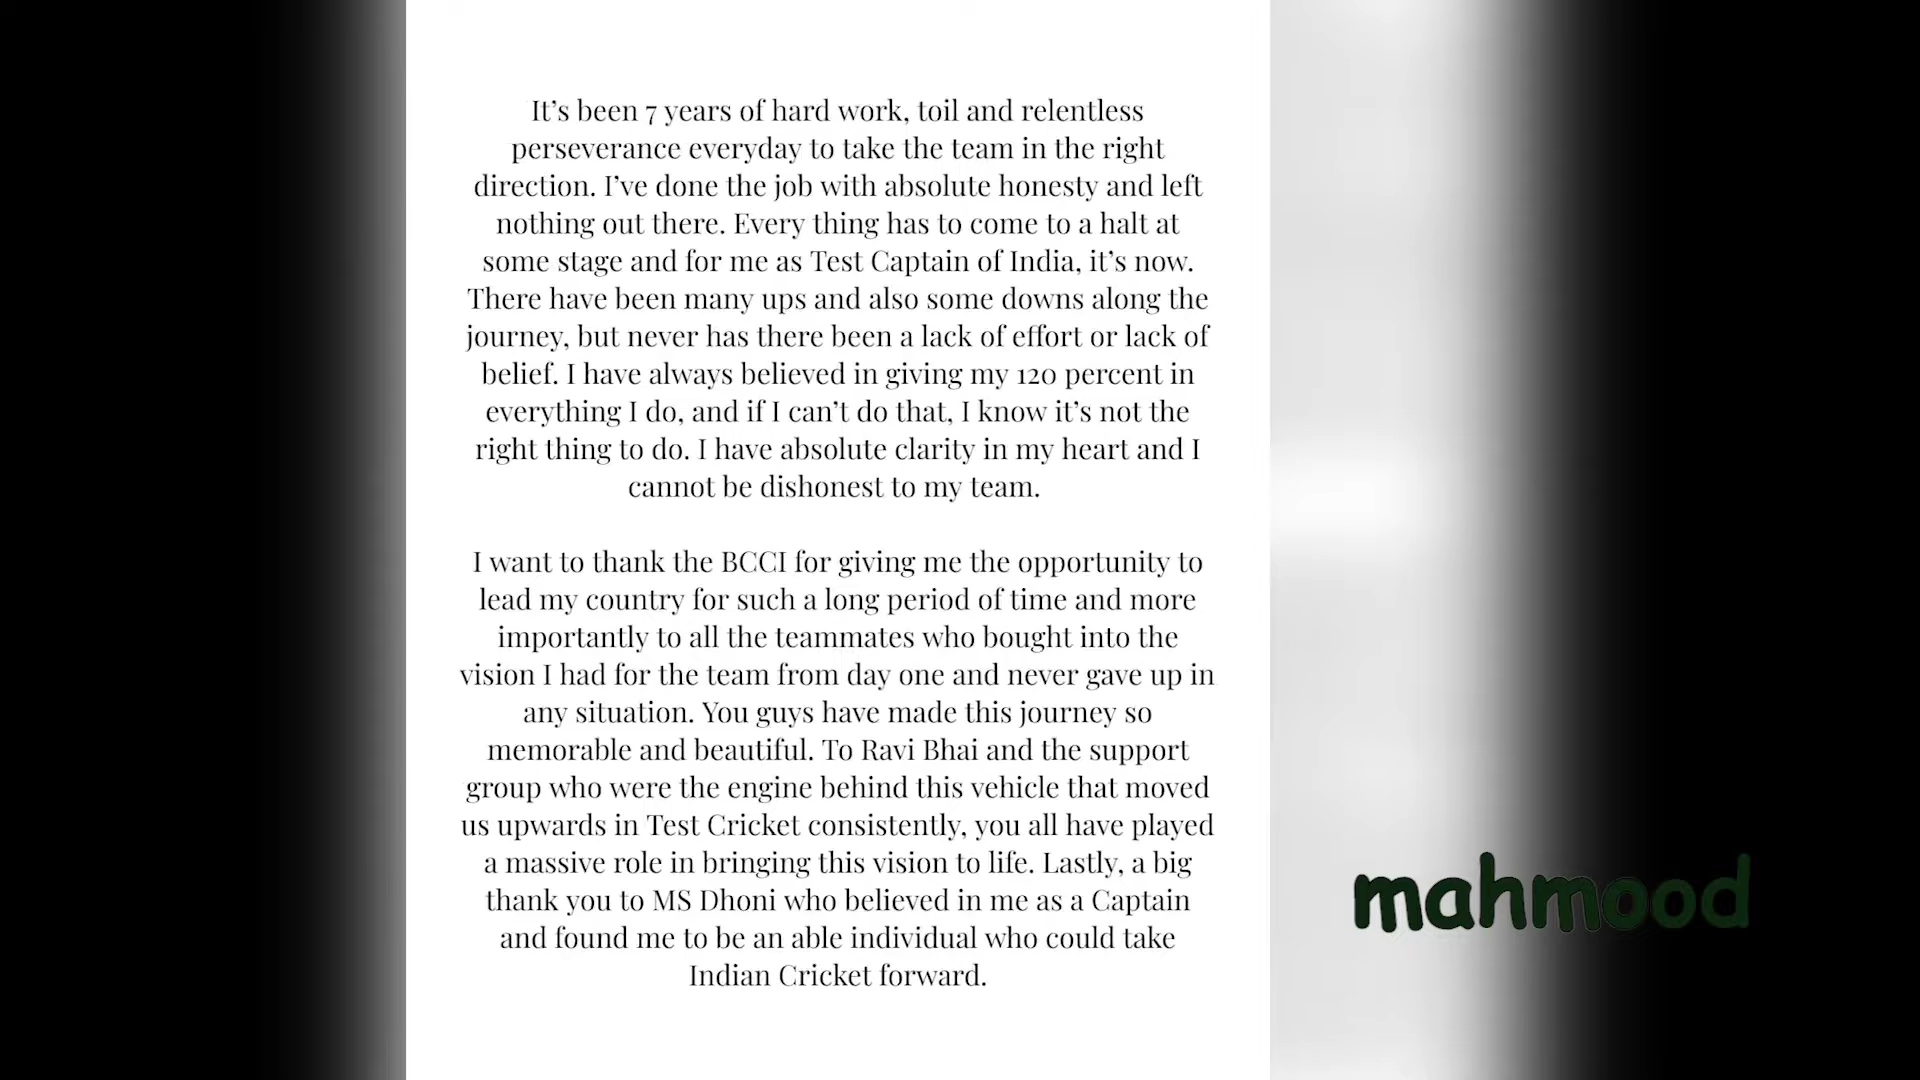 It’s been 7 years of hard work, toil and relentless
perseverance everyday to take the team in the right
direction. I’ve done the job with absolute honesty and left
nothing out there. Every thing has to come to a halt at
some stage and for me as Test Captain of India, it’s now.
There have been many ups and also some downs along the
journey, but never has there been a lack of effort or lack of
belief. I have always believed in giving my 120 percent in
everything I do, and if I can’t do that, I know it’s not the
right thing to do. I have absolute clarity in my heart and I
cannot be dishonest to my team.
I want to thank the BCCI for giving me the opportunity to
lead my country for such a long period of time and more
importantly to all the teammates who bought into the
vision I had for the team from day one and never gave up in
any situation. You guys have made this journey so
memorable and beautiful. To Ravi Bhai and the support
group who were the engine behind this vehicle that moved
us upwards in Test Cricket consistently, you all have played
a massive role in bringing this vision to life. Lastly, a big
thank you to MS Dhoni who believed in me as a Captain
and found me to be an able individual who could take
Indian Cricket forward.
mahmood